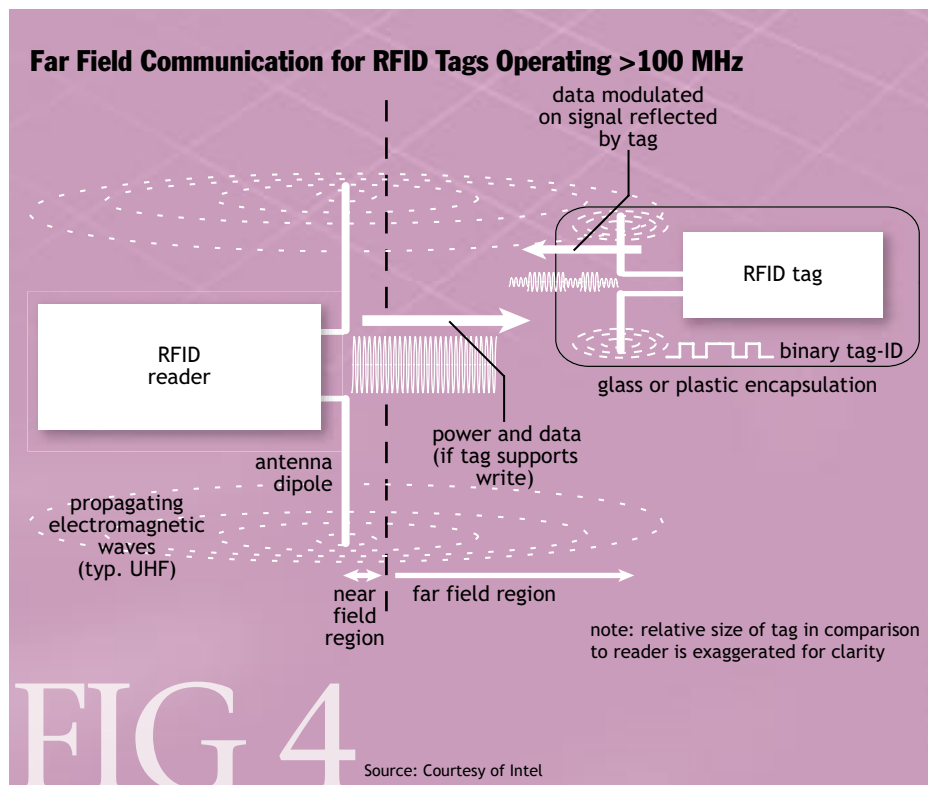 Far Field Communication for RFID Tags Operating >100 MHz
data modulated
on signal reflected
by tag
RFID tag
RFID
reader
binary tag-ID
glass or plastic encapsulation
power and data
(if tag supports
write)
antenna
dipole
propagating
electromagnetic
waves
(typ. UHF)
near
field
region
far field region
note: relative size of tag in comparison
to reader is exaggerated for clarity
FIG 4
Source: Courtesy of Intel